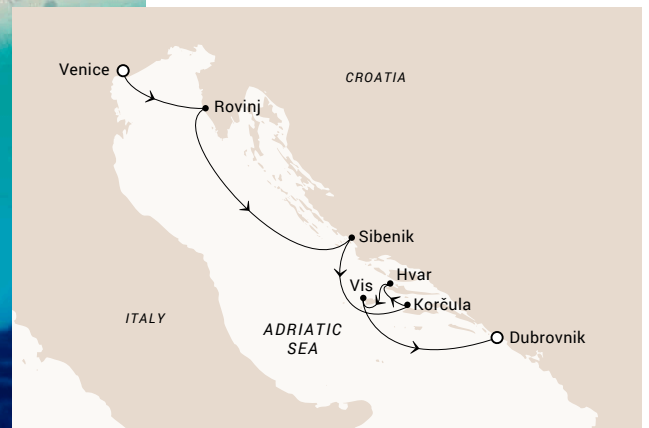 Venice
CROATIA
Rovinj
Sibenik
Hvar
Vis
Korčula
ITALY
ADRIATIC
SEA
Dubrovnik